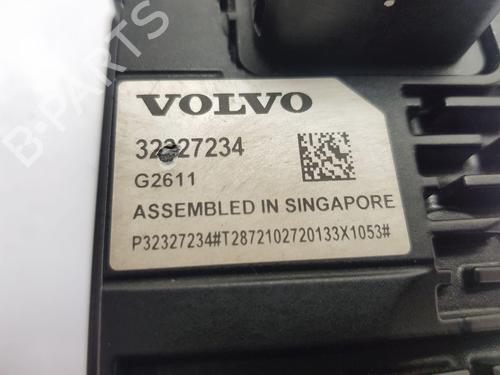 VOLVO
32327234
G2611
ASSEMBLED IN SINGAPORE
P32327234#T2872102720133X1053#
B-PARTS